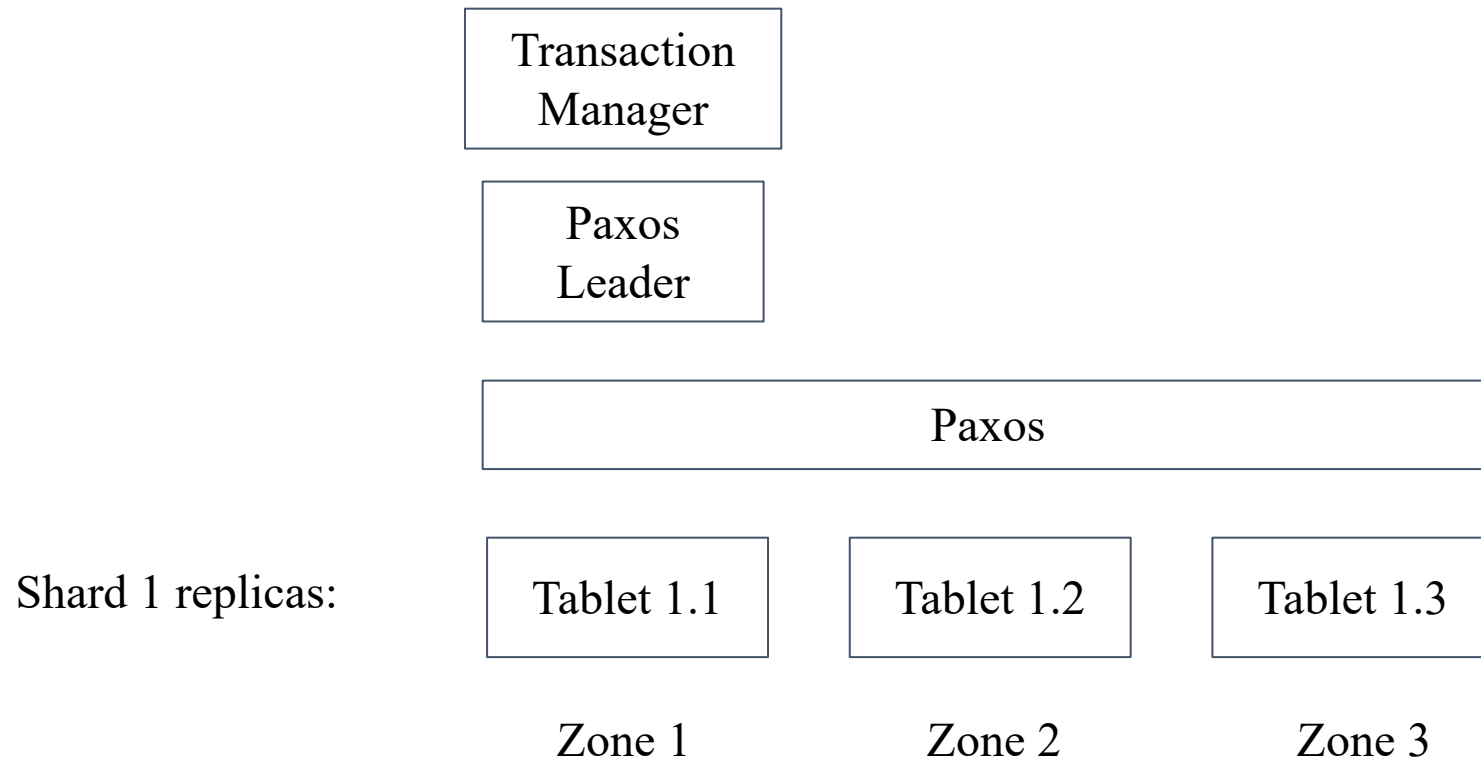 Transaction
Manager
Paxos
Leader
Paxos
Shard 1 replicas:
Tablet 1.1
Tablet 1.2
Tablet 1.3
Zone 1
Zone 2
Zone 3